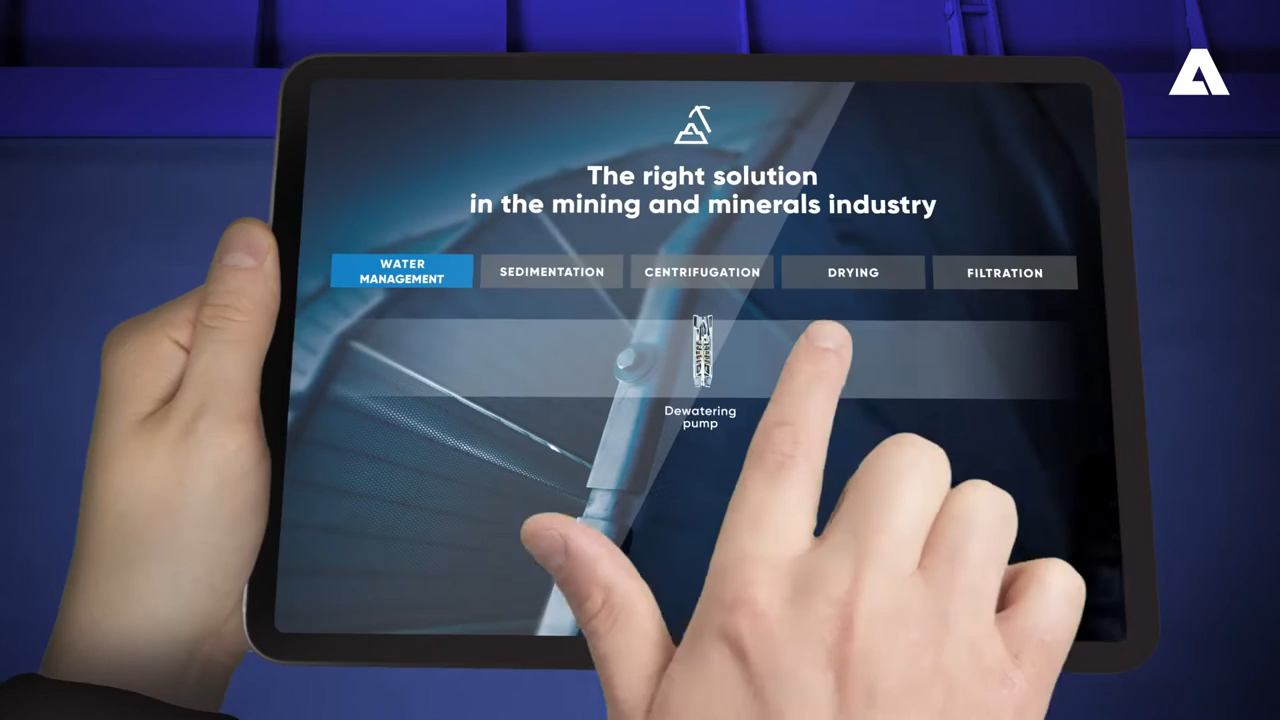 The right solution
in the mining and minerals industry
WATER
MANAGEMENT
SEDIMENTATION
CENTRIFUGATION
DRYING
FILTRATION
Dewatering
pump